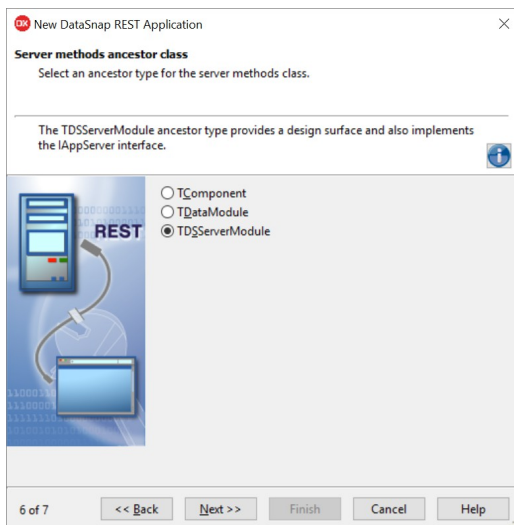 DX New DataSnap REST Application
Server methods ancestor class
Select an ancestor type for the server methods class.
The TDSServerModule ancestor type provides a design surface and also implements
the IAppServer interface.
REST
TComponent
TDataModule
TDSServerModule
6 of 7 << Back Next >> Finish Cancel Help